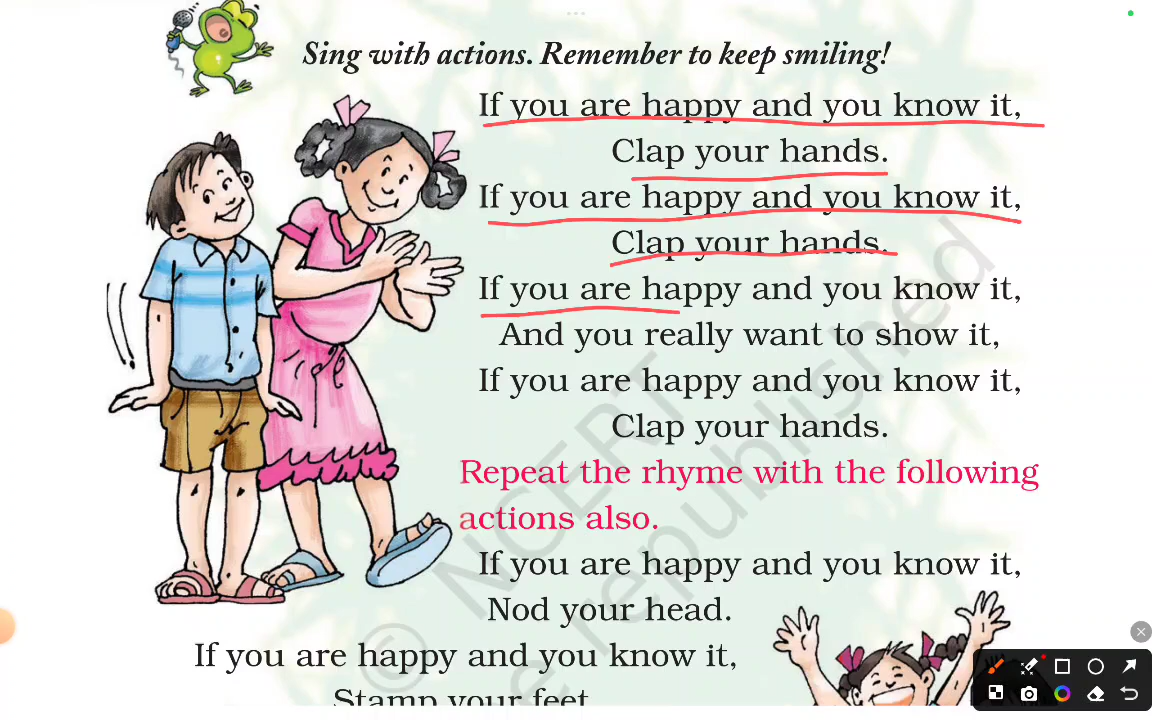 Sing with actions. Remember to keep smiling!
If you are happy and you know it,
Clap your hands.
If you are happy and you know it,
Clap your hands.
If you are happy and you know it,
And you really want to show it,
If you are happy and you know it,
Clap your hands.
Repeat the rhyme with the following
actions also.
If you are happy and you know it,
Nod your head.
If you are happy and you know it,
Stamp your feet
© NCERT
e republished